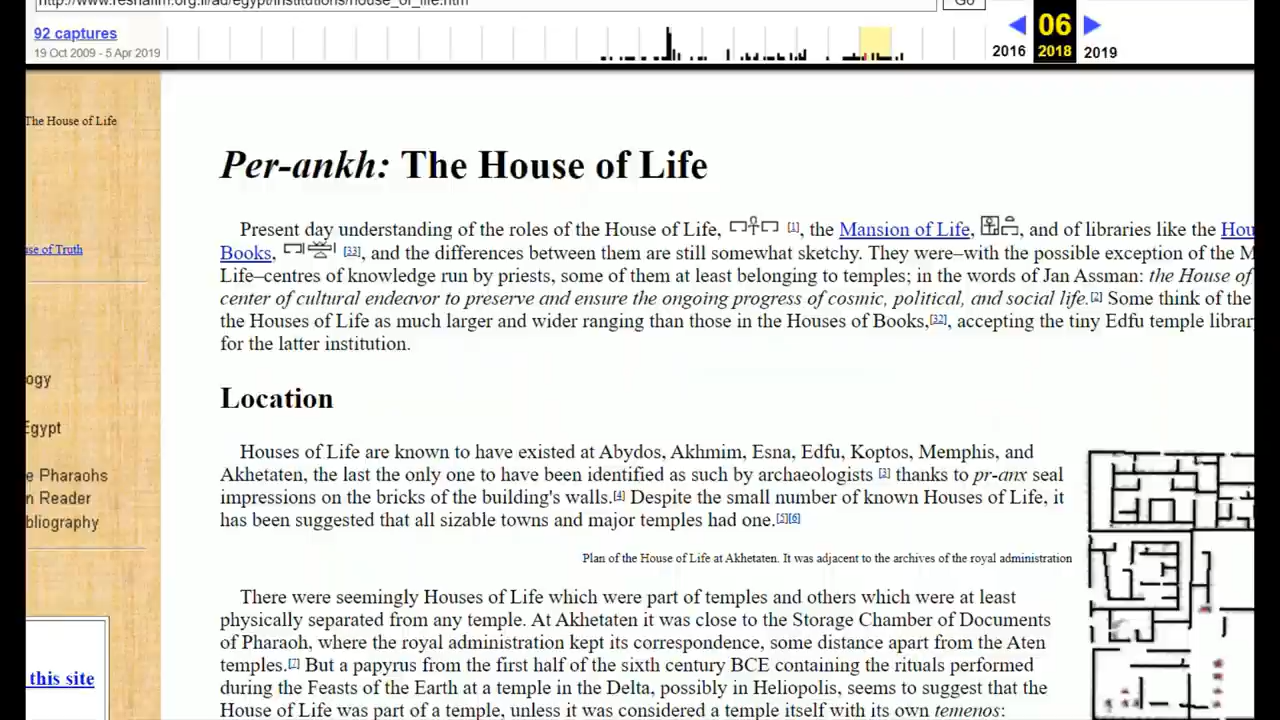 http://www.reshafim.org.il/ad/egypt/institutions/house_of_life.htm
Go
92 captures
19 Oct 2009 - 5 Apr 2019
06
2016 2018 2019
The House of Life
Per-ankh: The House of Life
Present day understanding of the roles of the House of Life, [1], the Mansion of Life, , and of libraries like the Hou
Books, [33], and the differences between them are still somewhat sketchy. They were–with the possible exception of the M
Life–centres of knowledge run by priests, some of them at least belonging to temples; in the words of Jan Assman: the House of
center of cultural endeavor to preserve and ensure the ongoing progress of cosmic, political, and social life.[2] Some think of the
the Houses of Life as much larger and wider ranging than those in the Houses of Books,[32], accepting the tiny Edfu temple librar
for the latter institution.
se of Truth
Location
ogy
Egypt
e Pharaohs
n Reader
bliography
Houses of Life are known to have existed at Abydos, Akhmim, Esna, Edfu, Koptos, Memphis, and
Akhetaten, the last the only one to have been identified as such by archaeologists [3] thanks to pr-anx seal
impressions on the bricks of the building's walls.[4] Despite the small number of known Houses of Life, it
has been suggested that all sizable towns and major temples had one.[5][6]
Plan of the House of Life at Akhetaten. It was adjacent to the archives of the royal administration
There were seemingly Houses of Life which were part of temples and others which were at least
physically separated from any temple. At Akhetaten it was close to the Storage Chamber of Documents
of Pharaoh, where the royal administration kept its correspondence, some distance apart from the Aten
temples.[7] But a papyrus from the first half of the sixth century BCE containing the rituals performed
during the Feasts of the Earth at a temple in the Delta, possibly in Heliopolis, seems to suggest that the
House of Life was part of a temple, unless it was considered a temple itself with its own temenos:
this site